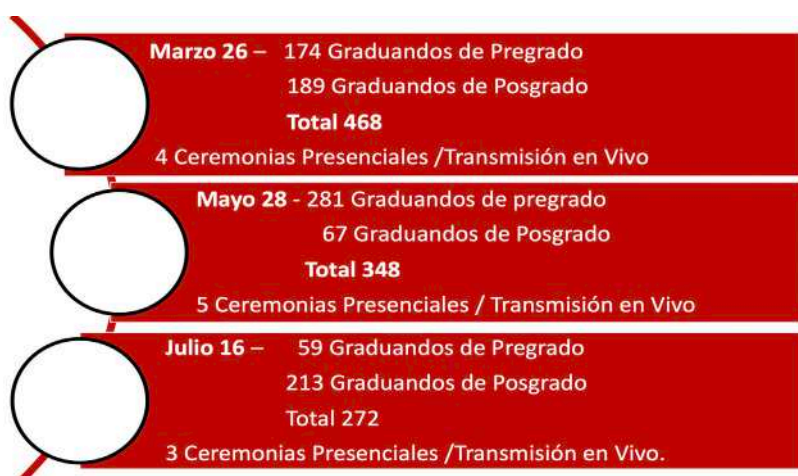 Marzo 26 – 174 Graduandos de Pregrado
189 Graduandos de Posgrado
Total 468
4 Ceremonias Presenciales /Transmisión en Vivo
Mayo 28 - 281 Graduandos de pregrado
67 Graduandos de Posgrado
Total 348
5 Ceremonias Presenciales / Transmisión en Vivo
Julio 16 – 59 Graduandos de Pregrado
213 Graduandos de Posgrado
Total 272
3 Ceremonias Presenciales /Transmisión en Vivo.